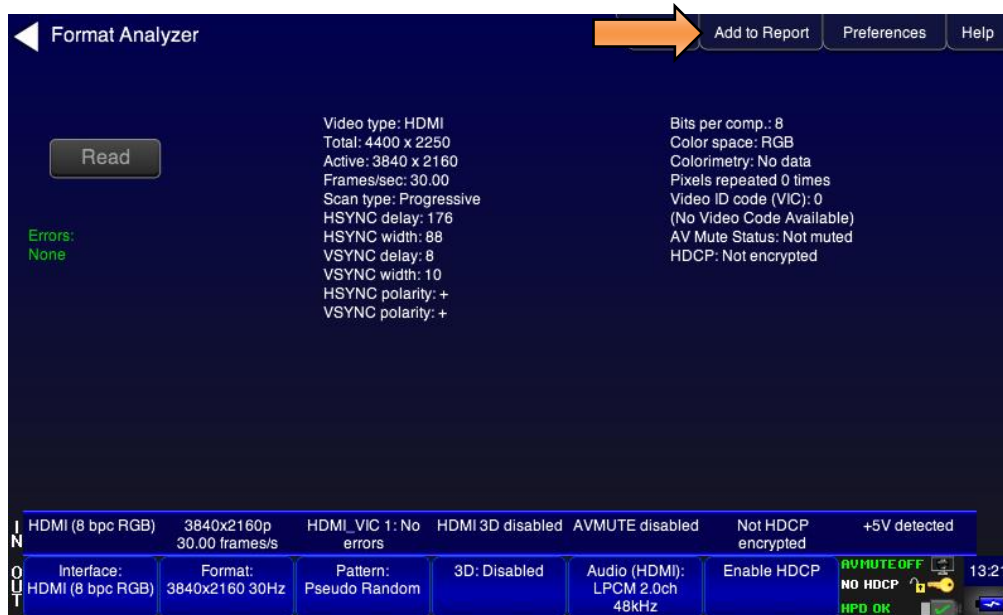 Format Analyzer
Add to Report
Preferences
Help
Read
Errors:
None
Video type: HDMI
Total: 4400 x 2250
Active: 3840 x 2160
Frames/sec: 30.00
Scan type: Progressive
HSYNC delay: 176
HSYNC width: 88
VSYNC delay: 8
VSYNC width: 10
HSYNC polarity: +
VSYNC polarity: +
Bits per comp.: 8
Color space: RGB
Colorimetry: No data
Pixels repeated 0 times
Video ID code (VIC): 0
(No Video Code Available)
AV Mute Status: Not muted
HDCP: Not encrypted
IN
HDMI (8 bpc RGB)
3840x2160p
30.00 frames/s
HDMI_VIC 1: No
errors
HDMI 3D disabled
AVMUTE disabled
Not HDCP
encrypted
+5V detected
OUT
Interface:
HDMI (8 bpc RGB)
Format:
3840x2160 30Hz
Pattern:
Pseudo Random
3D: Disabled
Audio (HDMI):
LPCM 2.0ch
48kHz
Enable HDCP
AVMUTE OFF
NO HDCP
HPD OK
13:21